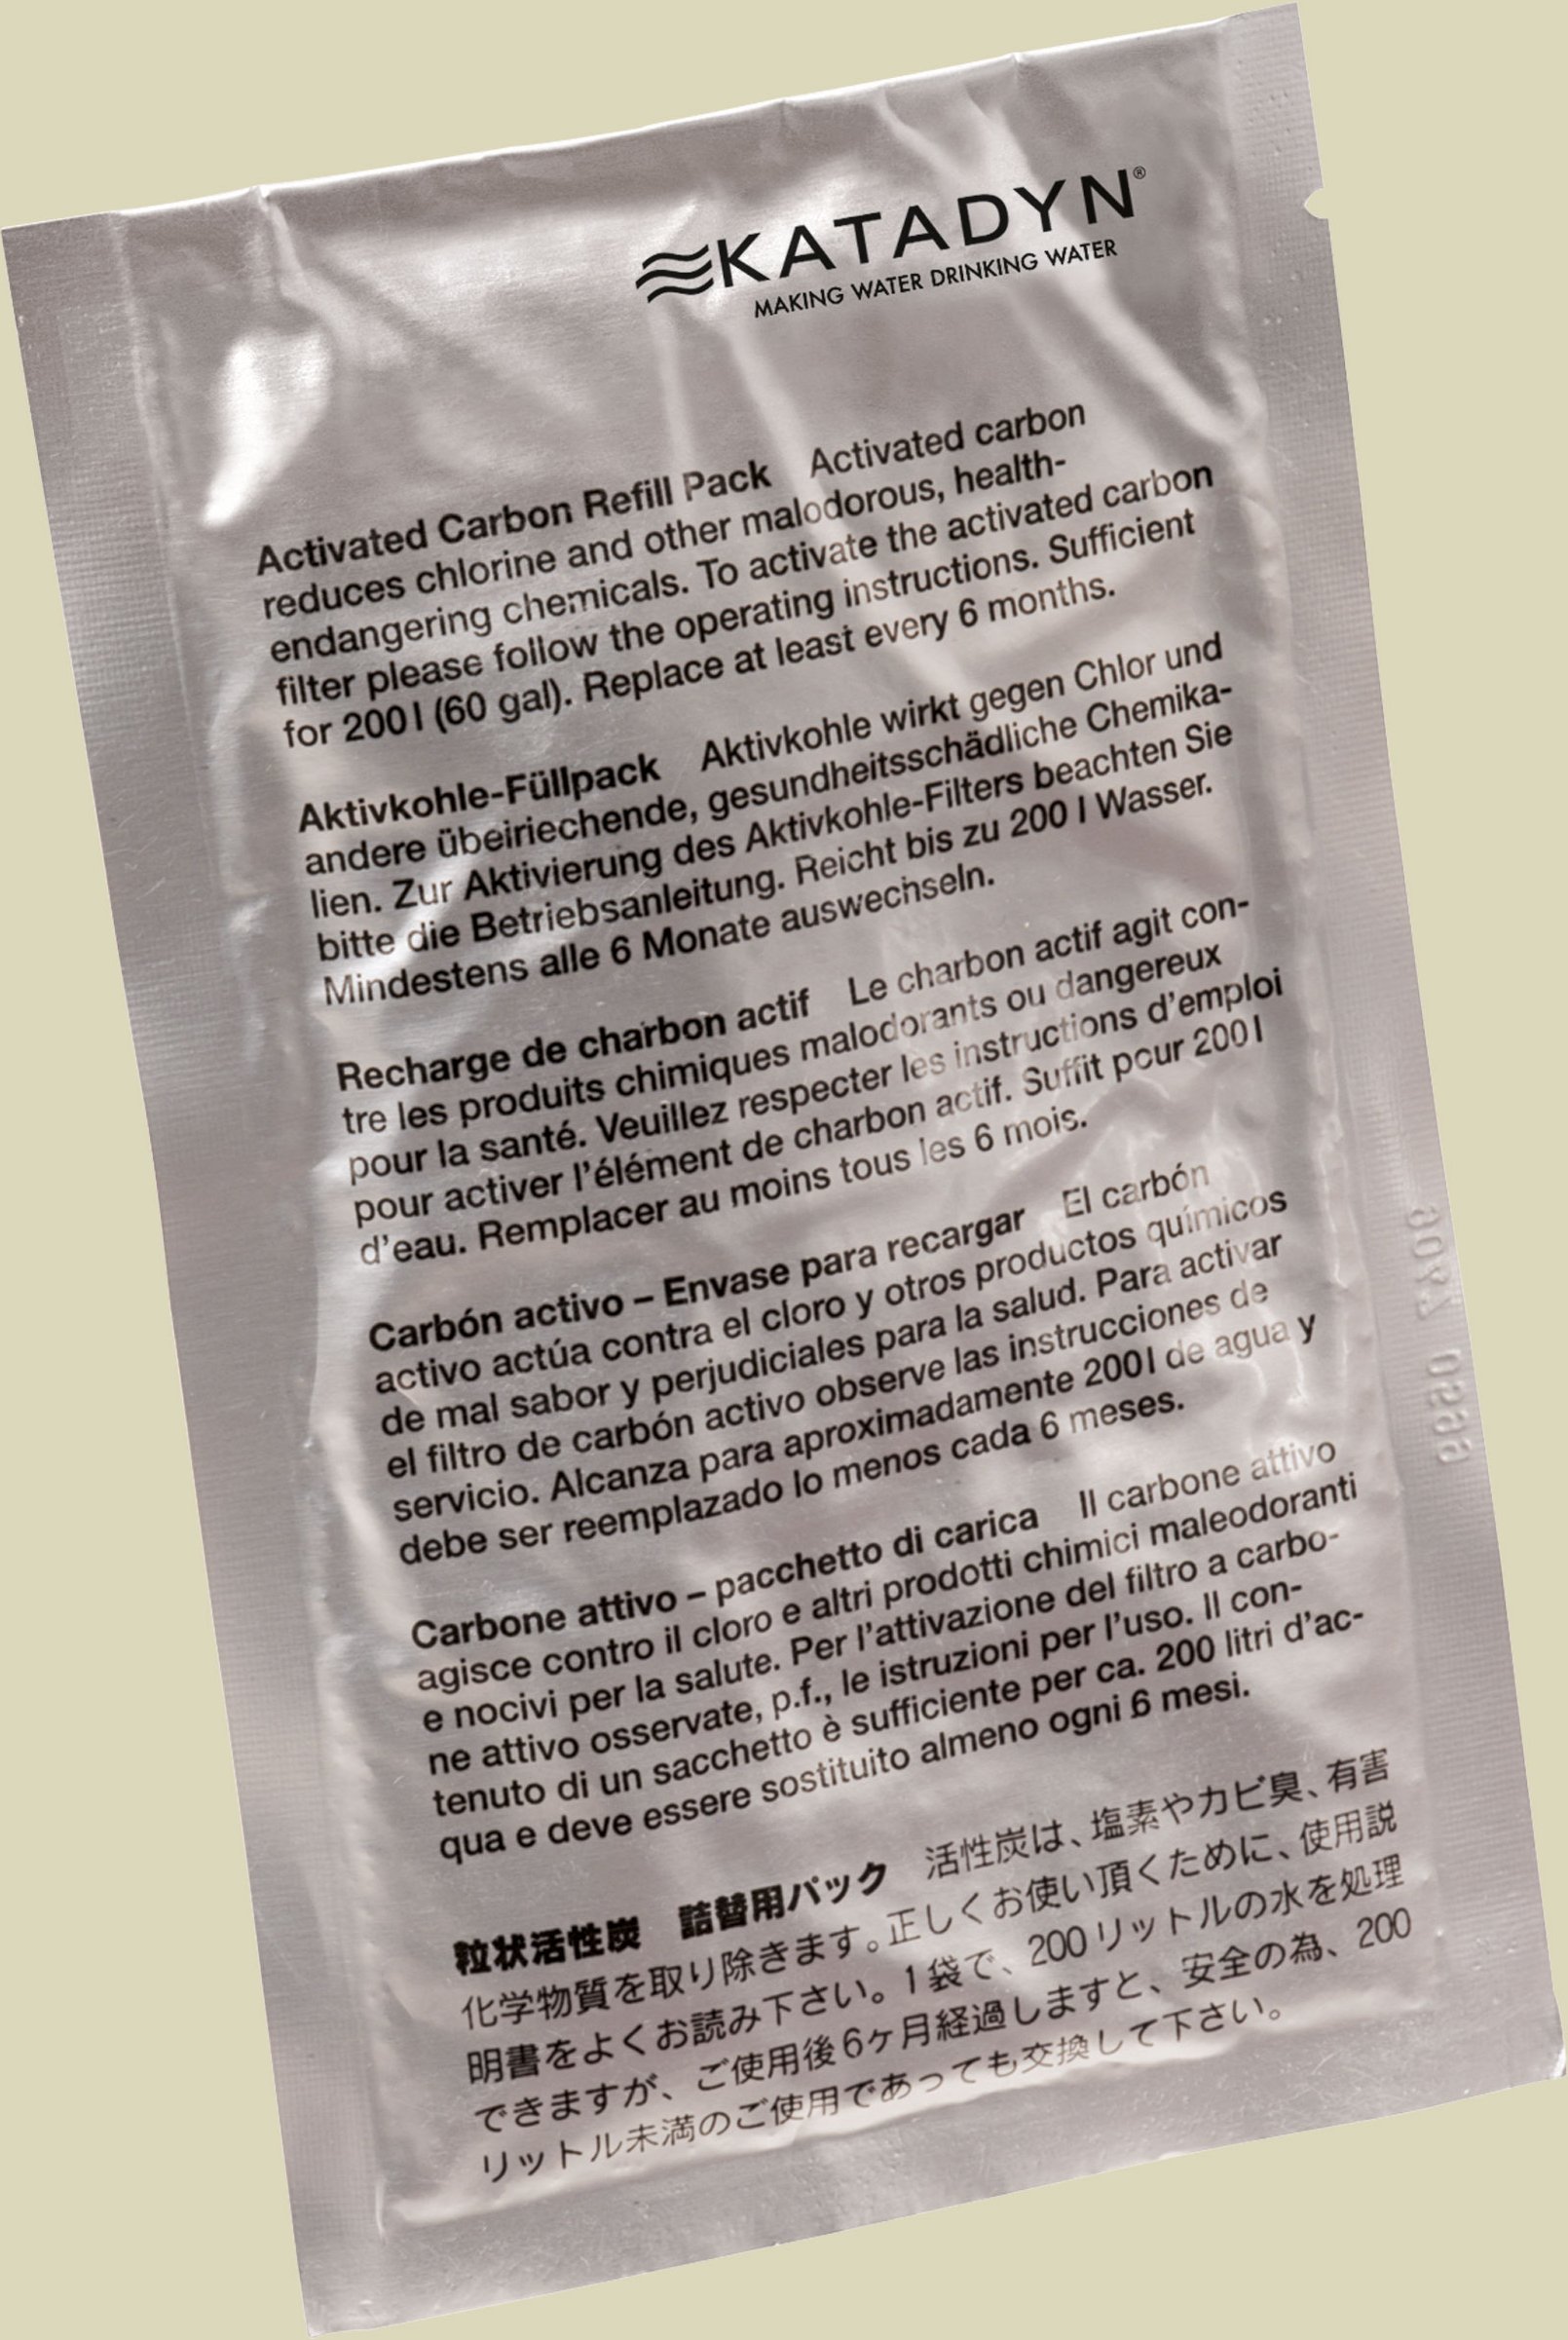 KATADYN®
MAKING WATER DRINKING WATER
Activated Carbon Refill Pack Activated carbon
reduces chlorine and other malodorous, health-
endangering chemicals. To activate the activated carbon
filter please follow the operating instructions. Sufficient
for 200 l (60 gal). Replace at least every 6 months.
Aktivkohle-Füllpack Aktivkohle wirkt gegen Chlor und
andere übelriechende, gesundheitsschädliche Chemika-
lien. Zur Aktivierung des Aktivkohle-Filters beachten Sie
bitte die Betriebsanleitung. Reicht bis zu 200 l Wasser.
Mindestens alle 6 Monate auswechseln.
Recharge de charbon actif Le charbon actif agit con-
tre les produits chimiques malodorants ou dangereux
pour la santé. Veuillez respecter les instructions d'emploi
pour activer l'élément de charbon actif. Suffit pour 200 l
d'eau. Remplacer au moins tous les 6 mois.
Carbón activo – Envase para recargar El carbón
activo actúa contra el cloro y otros productos químicos
de mal sabor y perjudiciales para la salud. Para activar
el filtro de carbón activo observe las instrucciones de
servicio. Alcanza para aproximadamente 200 l de agua y
debe ser reemplazado lo menos cada 6 meses.
Carbone attivo – pacchetto di carica Il carbone attivo
agisce contro il cloro e altri prodotti chimici maleodoranti
e nocivi per la salute. Per l'attivazione del filtro a carbo-
ne attivo osservate, p.f., le istruzioni per l'uso. Il con-
tenuto di un sacchetto è sufficiente per ca. 200 litri d'ac-
qua e deve essere sostituito almeno ogni 6 mesi.
粒状活性炭 詰替用パック 活性炭は、塩素やカビ臭、有害
化学物質を取り除きます。正しくお使い頂くために、使用説
明書をよくお読み下さい。1袋で、200リットルの水を処理
できますが、ご使用後6ヶ月経過しますと、安全の為、200
リットル未満のご使用であっても交換して下さい。